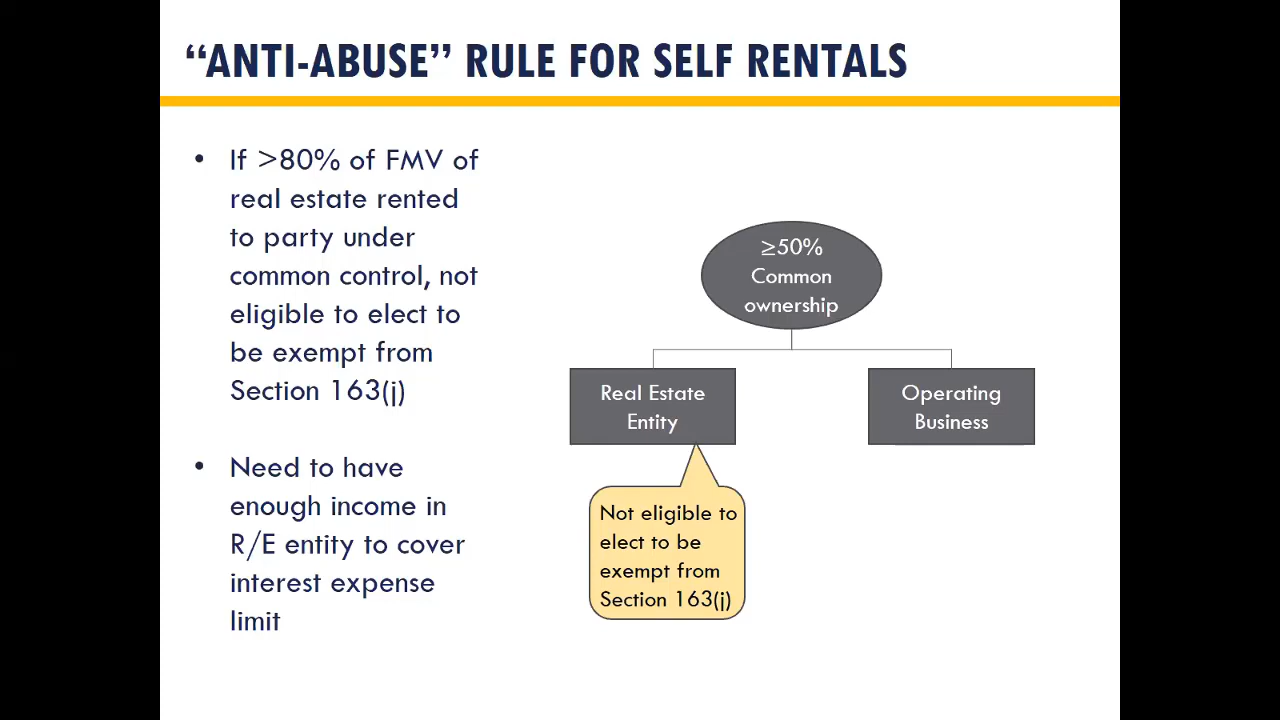 “ANTI-ABUSE” RULE FOR SELF RENTALS
• If >80% of FMV of
real estate rented
to party under
common control, not
eligible to elect to
be exempt from
Section 163(j)
• Need to have
enough income in
R/E entity to cover
interest expense
limit
≥50%
Common
ownership
Real Estate
Entity
Operating
Business
Not eligible to
elect to be
exempt from
Section 163(j)